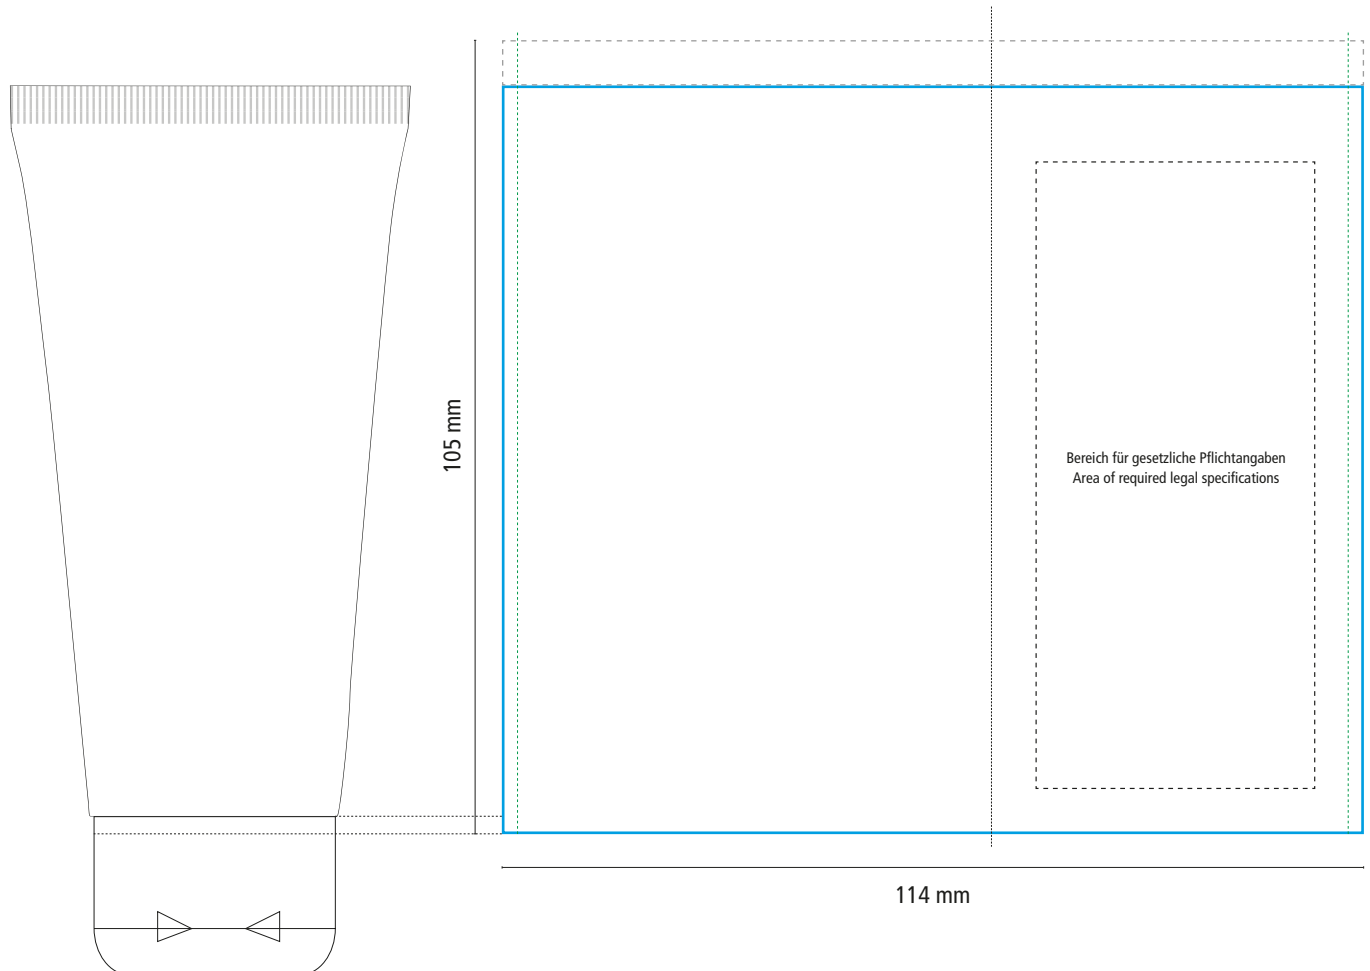 105 mm
Bereich für gesetzliche Pflichtangaben
Area of required legal specifications
114 mm